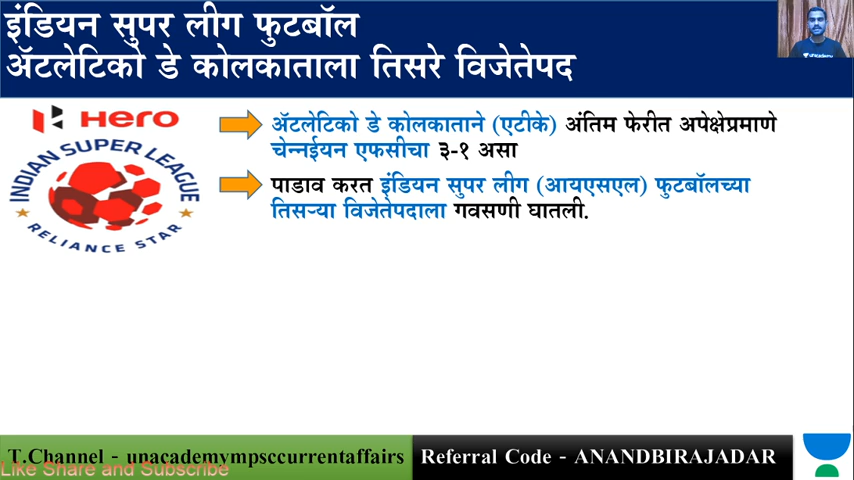 इंडियन सुपर लीग फुटबॉल
ॲटलेटिको डे कोलकाताला तिसरे विजेतेपद
Hero
INDIAN SUPER LEAGUE
RELIANCE STAR
ॲटलेटिको डे कोलकाताने (एटीके) अंतिम फेरीत अपेक्षेप्रमाणे
चेन्नईयन एफसीचा ३-१ असा
पाडाव करत इंडियन सुपर लीग (आयएसएल) फुटबॉलच्या
तिसऱ्या विजेतेपदाला गवसणी घातली.
unacademy
T.Channel - unacademympsccurrentaffairs
Referral Code - ANANDBIRAJADAR
Like Share and Subscribe